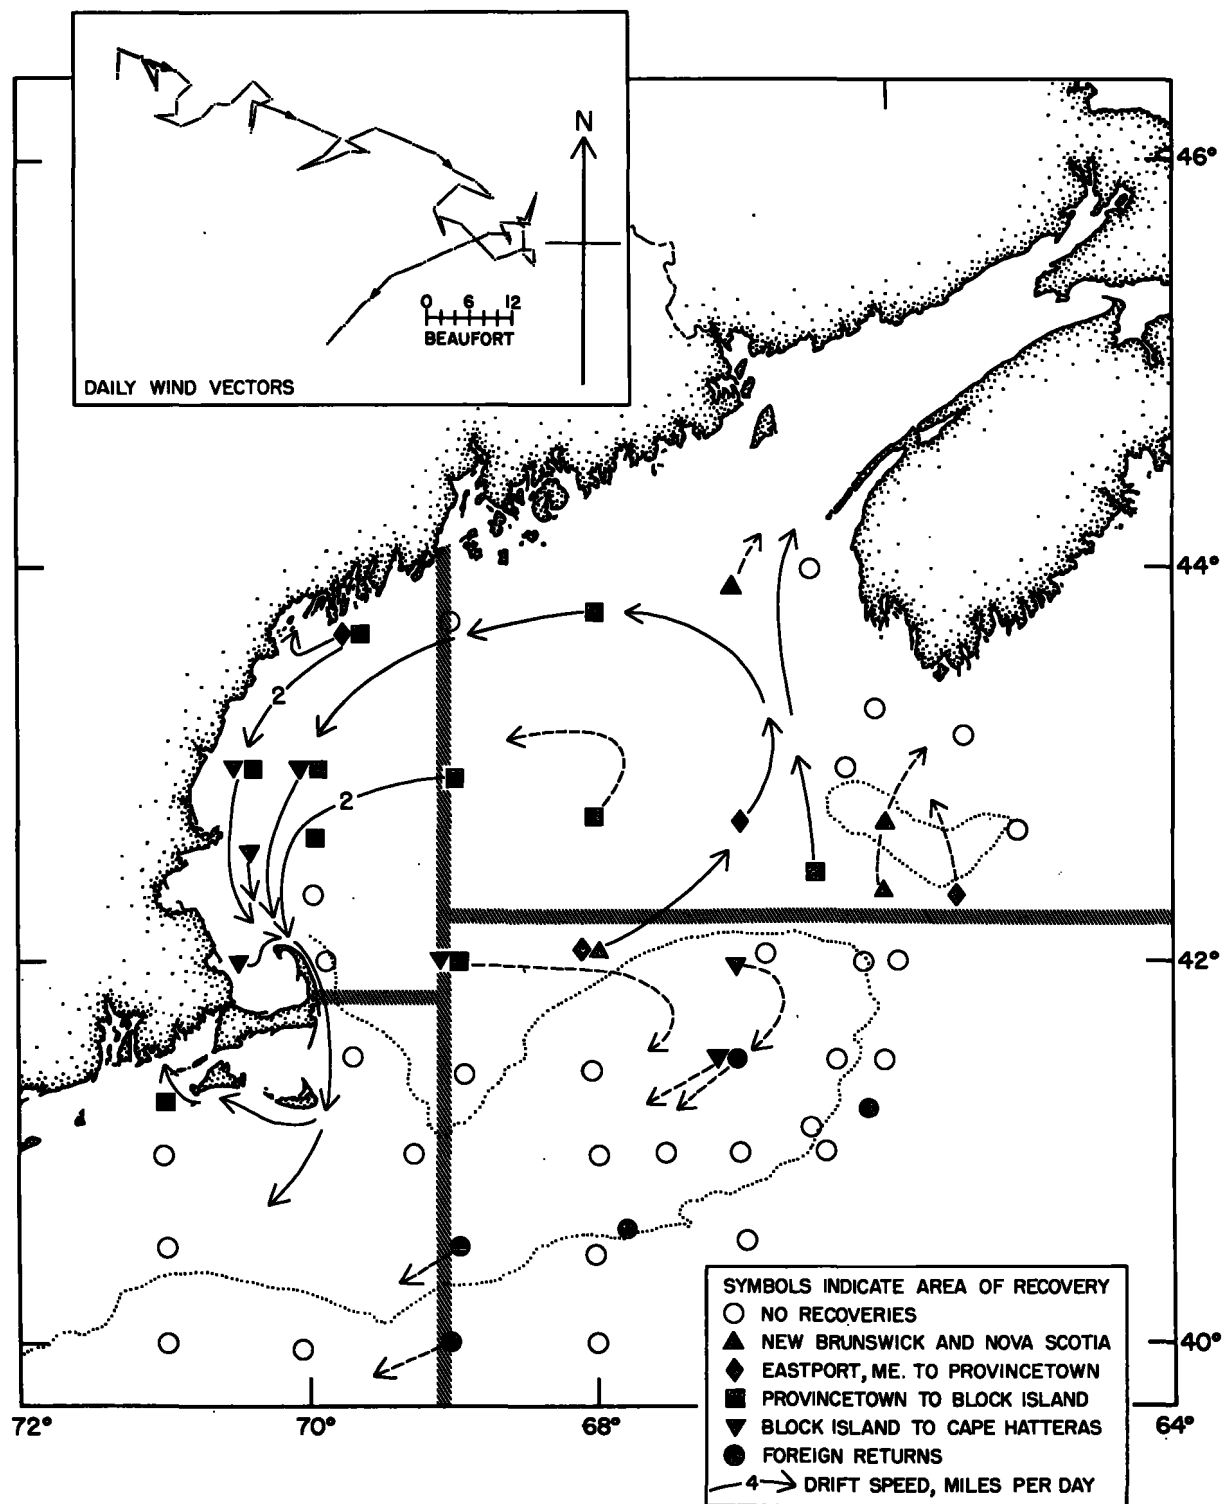 N
0 6 12
BEAUFORT
DAILY WIND VECTORS
46°
44°
2
2
42°
40°
72°
70°
68°
64°
SYMBOLS INDICATE AREA OF RECOVERY
NO RECOVERIES
NEW BRUNSWICK AND NOVA SCOTIA
EASTPORT, ME. TO PROVINCETOWN
PROVINCETOWN TO BLOCK ISLAND
BLOCK ISLAND TO CAPE HATTERAS
FOREIGN RETURNS
4 DRIFT SPEED, MILES PER DAY